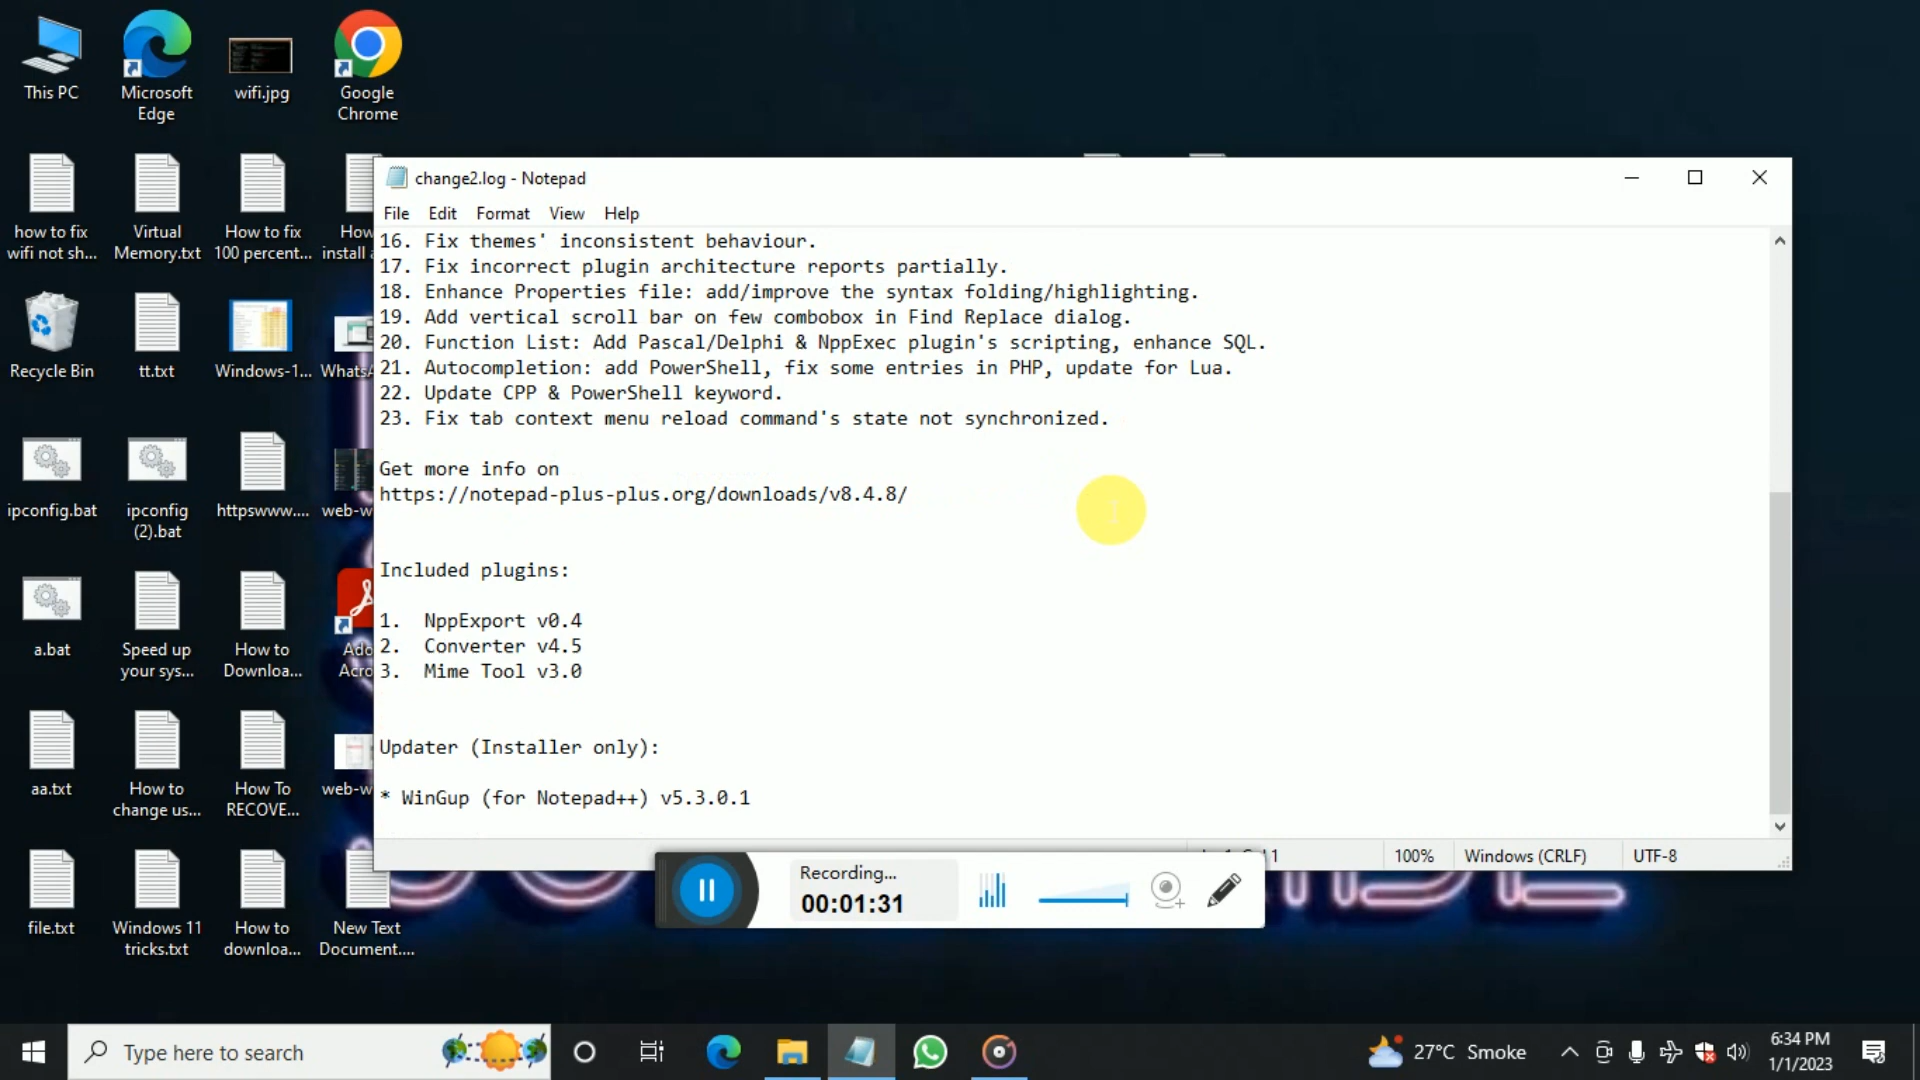 This PC
Microsoft
Edge
wifi.jpg
Google
Chrome
how to fix
wifi not sh...
Virtual
Memory.txt
How to fix
100 percent...
How
install a
Recycle Bin
tt.txt
Windows-1...
WhatsA
ipconfig.bat
ipconfig
(2).bat
httpswww....
web-w
a.bat
Speed up
your sys...
How to
Downloa...
Ado
Acro
aa.txt
How to
change us...
How To
RECOVE...
web-w
file.txt
Windows 11
tricks.txt
How to
downloa...
New Text
Document....
change2.log - Notepad
File Edit Format View Help
16. Fix themes' inconsistent behaviour.
17. Fix incorrect plugin architecture reports partially.
18. Enhance Properties file: add/improve the syntax folding/highlighting.
19. Add vertical scroll bar on few combobox in Find Replace dialog.
20. Function List: Add Pascal/Delphi & NppExec plugin's scripting, enhance SQL.
21. Autocompletion: add PowerShell, fix some entries in PHP, update for Lua.
22. Update CPP & PowerShell keyword.
23. Fix tab context menu reload command's state not synchronized.
Get more info on
https://notepad-plus-plus.org/downloads/v8.4.8/
Included plugins:
1. NppExport v0.4
2. Converter v4.5
3. Mime Tool v3.0
Updater (Installer only):
* WinGup (for Notepad++) v5.3.0.1
100% Windows (CRLF) UTF-8
Recording...
00:01:31
Type here to search
27°C Smoke
6:34 PM
1/1/2023